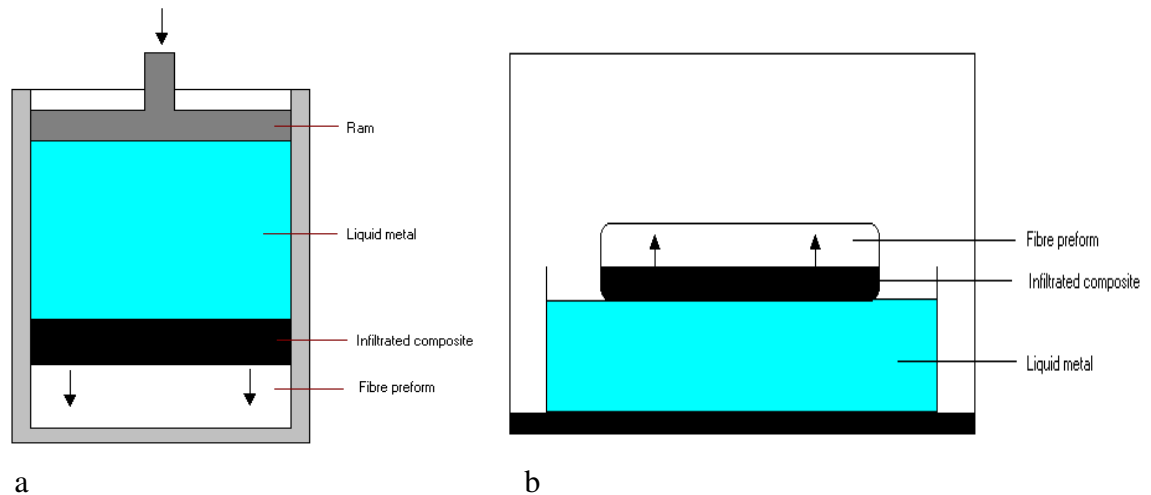 Ram
Liquid metal
Infiltrated composite
Fibre preform
a
Fibre preform
Infiltrated composite
Liquid metal
b